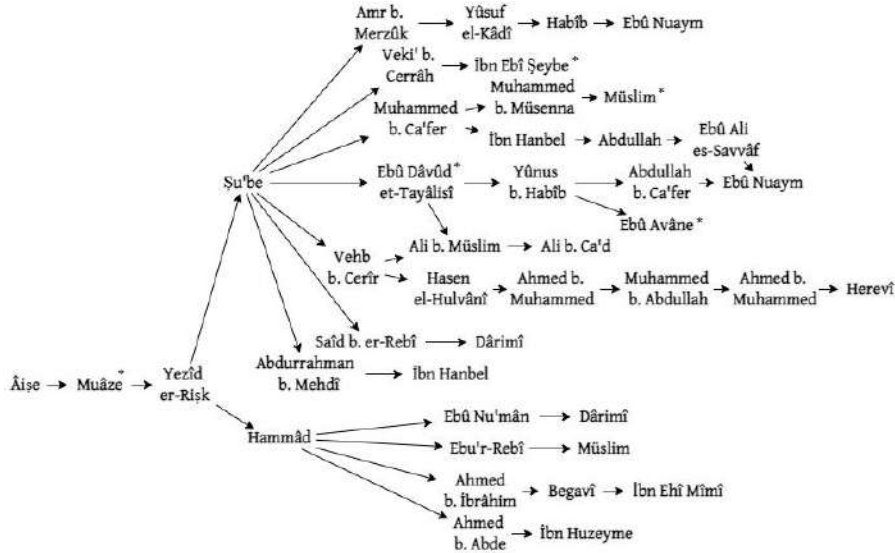 Amr b.
Merzûk
Yûsuf
el-Kâdî
Habîb
Ebû Nuaym
Veki' b.
Cerrâh
İbn Ebî Şeybe*
Muhammed
b. Ca'fer
Muhammed
b. Müsenna
Müslim*
İbn Hanbel
Abdullah
Ebû Ali
es-Savvâf
Şu'be
Ebû Dâvûd*
et-Tayâlisî
Yûnus
b. Habîb
Abdullah
b. Ca'fer
Ebû Nuaym
Ebû Avâne*
Vehb
b. Cerîr
Ali b. Müslim
Ali b. Ca'd
Hasen
el-Hulvânî
Ahmed b.
Muhammed
Muhammed
b. Abdullah
Ahmed b.
Muhammed
Herevî
Saîd b. er-Rebî
Dârimî
Abdurrahman
b. Mehdî
İbn Hanbel
Âişe
Muâze*
Yezîd
er-Rişk
Hammâd
Ebû Nu'mân
Dârimî
Ebu'r-Rebî
Müslim
Ahmed
b. İbrâhim
Begavî
İbn Ehî Mîmî
Ahmed
b. Abde
İbn Huzeyme